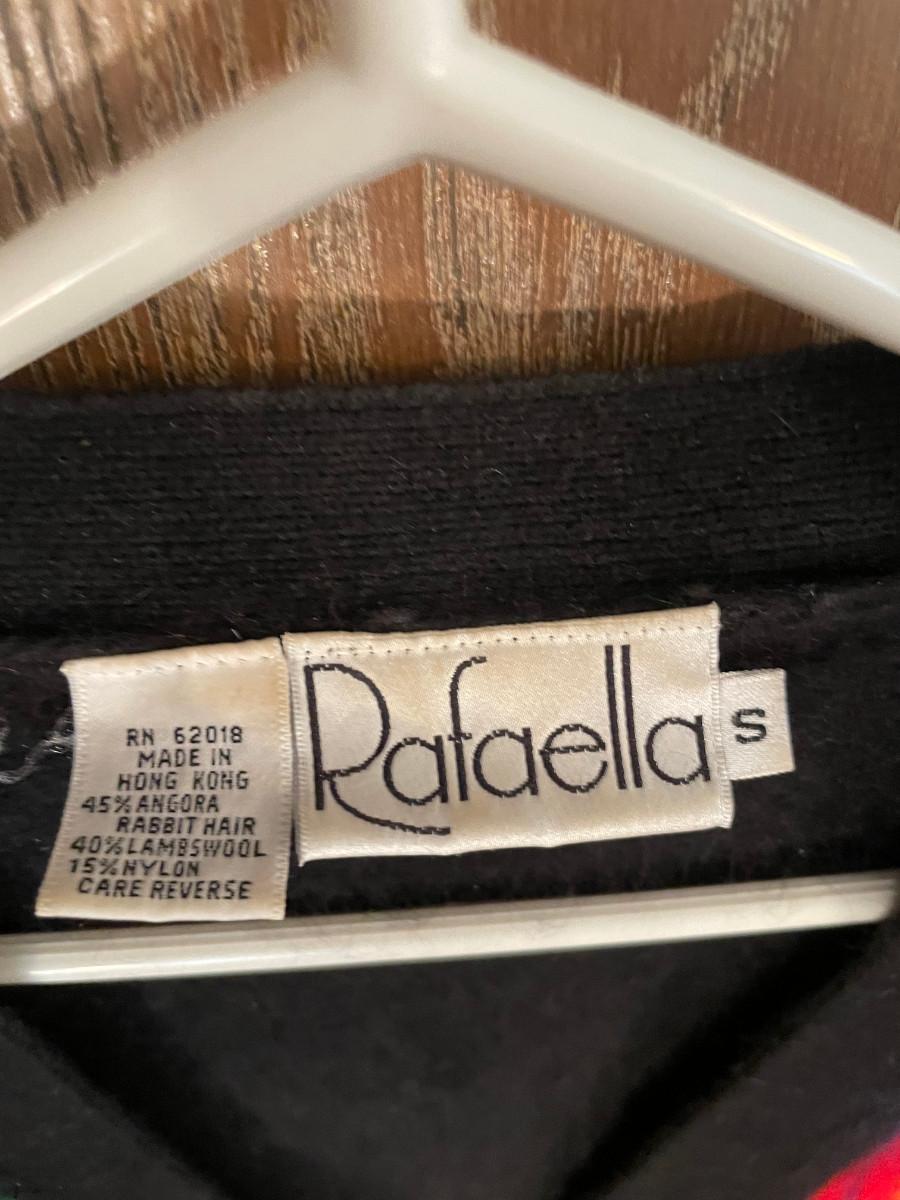 RN 62018
MADE IN
HONG KONG
45% ANGORA
RABBIT HAIR
40% LAMBSWOOL
15% NYLON
CARE REVERSE
Rafaella
S